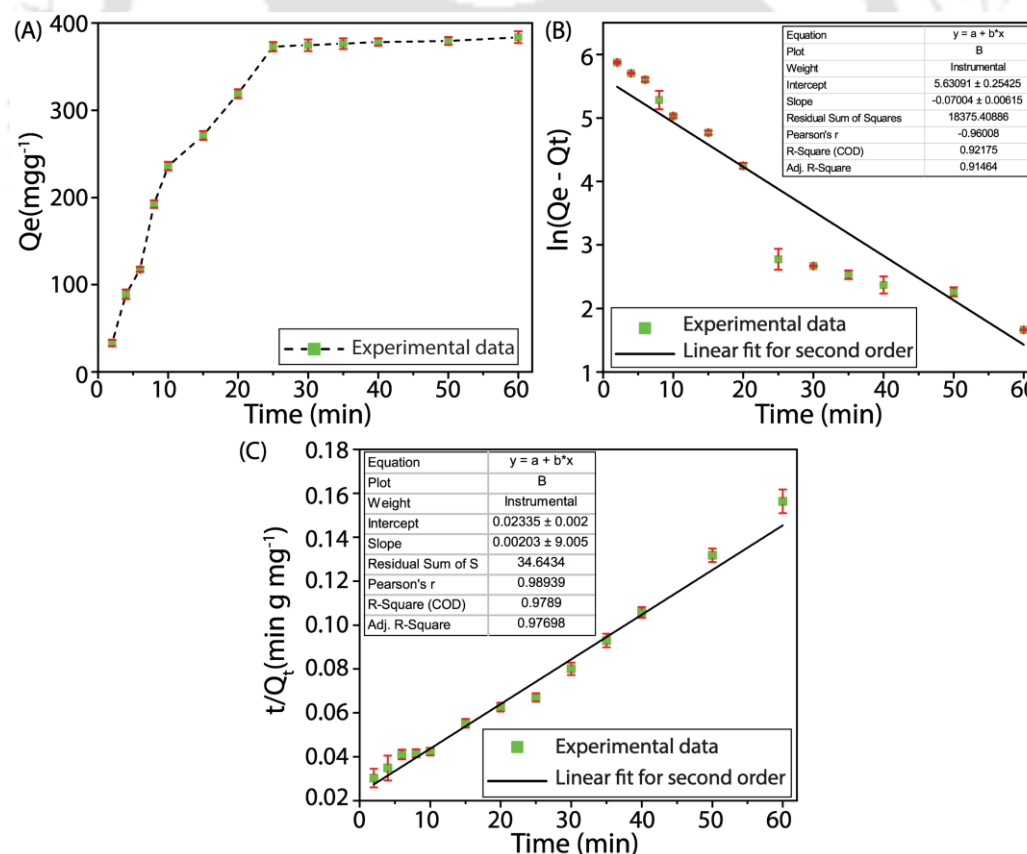 (A)
400
300
200
100
0
Qe(mgg⁻¹)
Experimental data
0 10 20 30 40 50 60
Time (min)
(B)
6
5
4
3
2
1
ln(Qe - Qt)
Equation y = a + b*x
Plot B
Weight Instrumental
Intercept 5.63091 ± 0.25425
Slope -0.07004 ± 0.00615
Residual Sum of Squares 18375.40886
Pearson's r -0.96008
R-Square (COD) 0.92175
Adj. R-Square 0.91464
Experimental data
Linear fit for second order
0 10 20 30 40 50
Time (min)
(C)
0.18
0.16
0.14
0.12
0.10
0.08
0.06
0.04
0.02
t/Qₜ(min g mg⁻¹)
Equation y = a + b*x
Plot B
Weight Instrumental
Intercept 0.02335 ± 0.002
Slope 0.00203 ± 9.005
Residual Sum of S 34.6434
Pearson's r 0.98939
R-Square (COD) 0.9789
Adj. R-Square 0.97698
Experimental data
Linear fit for second order
0 10 20 30 40 50 60
Time (min)